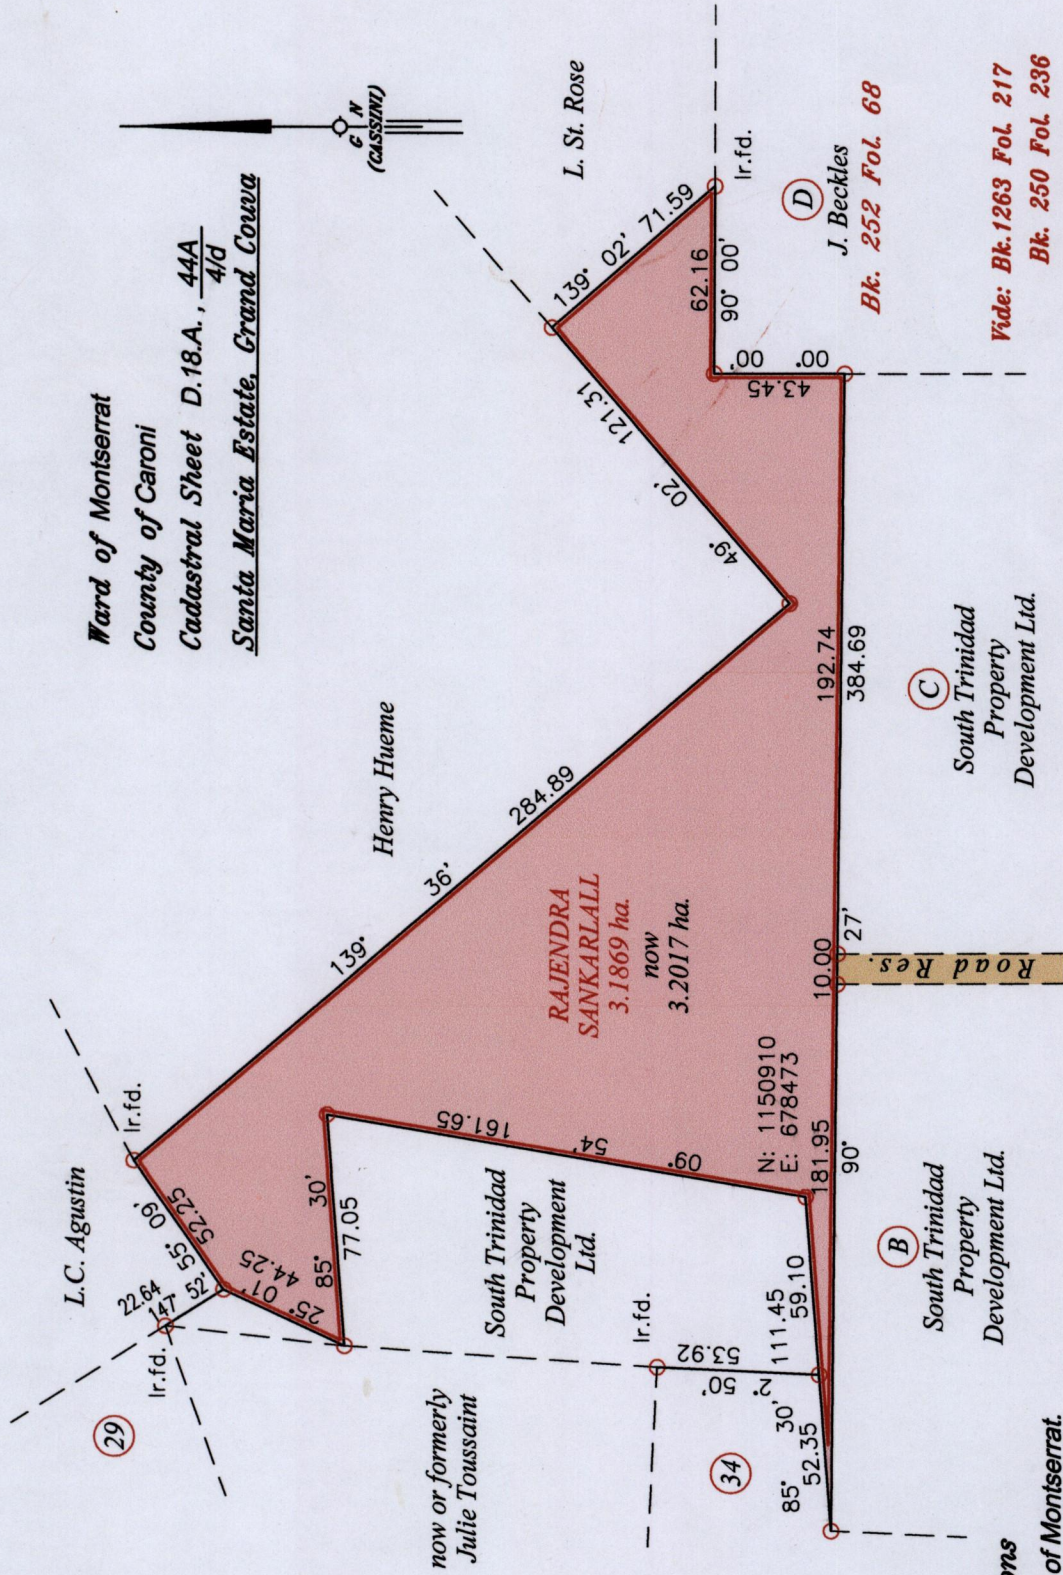 Ward of Montserrat
County of Caroni
Cadastral Sheet D.18.A., 44A
4/d
Santa Maria Estate, Grand Couva
G N
(CASSINI)
L.C. Agustin
Ir.fd.
22.64
147° 52'
55° 09'
52.25
Ir.fd.
29
25° 01'
44.25
85° 30'
77.05
139° 36' 284.89
Henry Hueme
49° 02' 121.31
L. St. Rose
139° 02' 71.59
Ir.fd.
62.16
90° 00'
00° 00'
43.45
D
J. Beckles
Bk. 252 Fol. 68
Vide: Bk.1263 Fol. 217
Bk. 250 Fol. 236
now or formerly
Julie Toussaint
South Trinidad
Property
Development
Ltd.
09° 54' 161.65
RAJENDRA
SANKARLALL
3.1869 ha.
now
3.2017 ha.
N: 1150910
E: 678473
Ir.fd.
2° 50' 53.92
34
85° 30' 111.45
52.35
59.10
181.95
10.00
192.74
90° 27' 384.69
Road Res.
B
South Trinidad
Property
Development Ltd.
C
South Trinidad
Property
Development Ltd.
ons
of Montserrat.